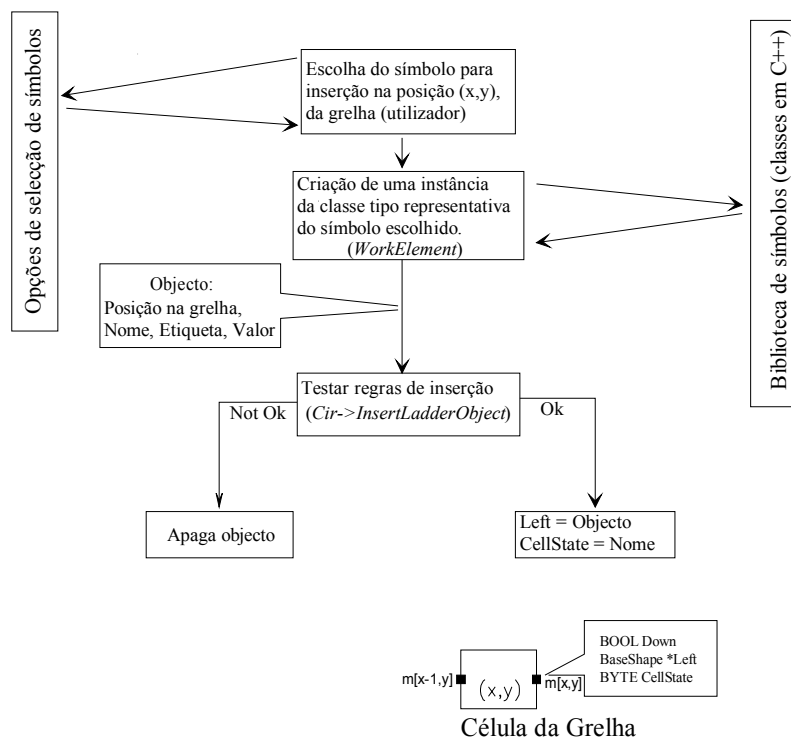 Opções de selecção de símbolos
Escolha do símbolo para
inserção na posição (x,y),
da grelha (utilizador)
Biblioteca de símbolos (classes em C++)
Criação de uma instância
da classe tipo representativa
do símbolo escolhido.
(WorkElement)
Objecto:
Posição na grelha,
Nome, Etiqueta, Valor
Testar regras de inserção
(Cir->InsertLadderObject)
Not Ok
Ok
Apaga objecto
Left = Objecto
CellState = Nome
BOOL Down
BaseShape *Left
BYTE CellState
m[x-1,y]
(x,y)
m[x,y]
Célula da Grelha